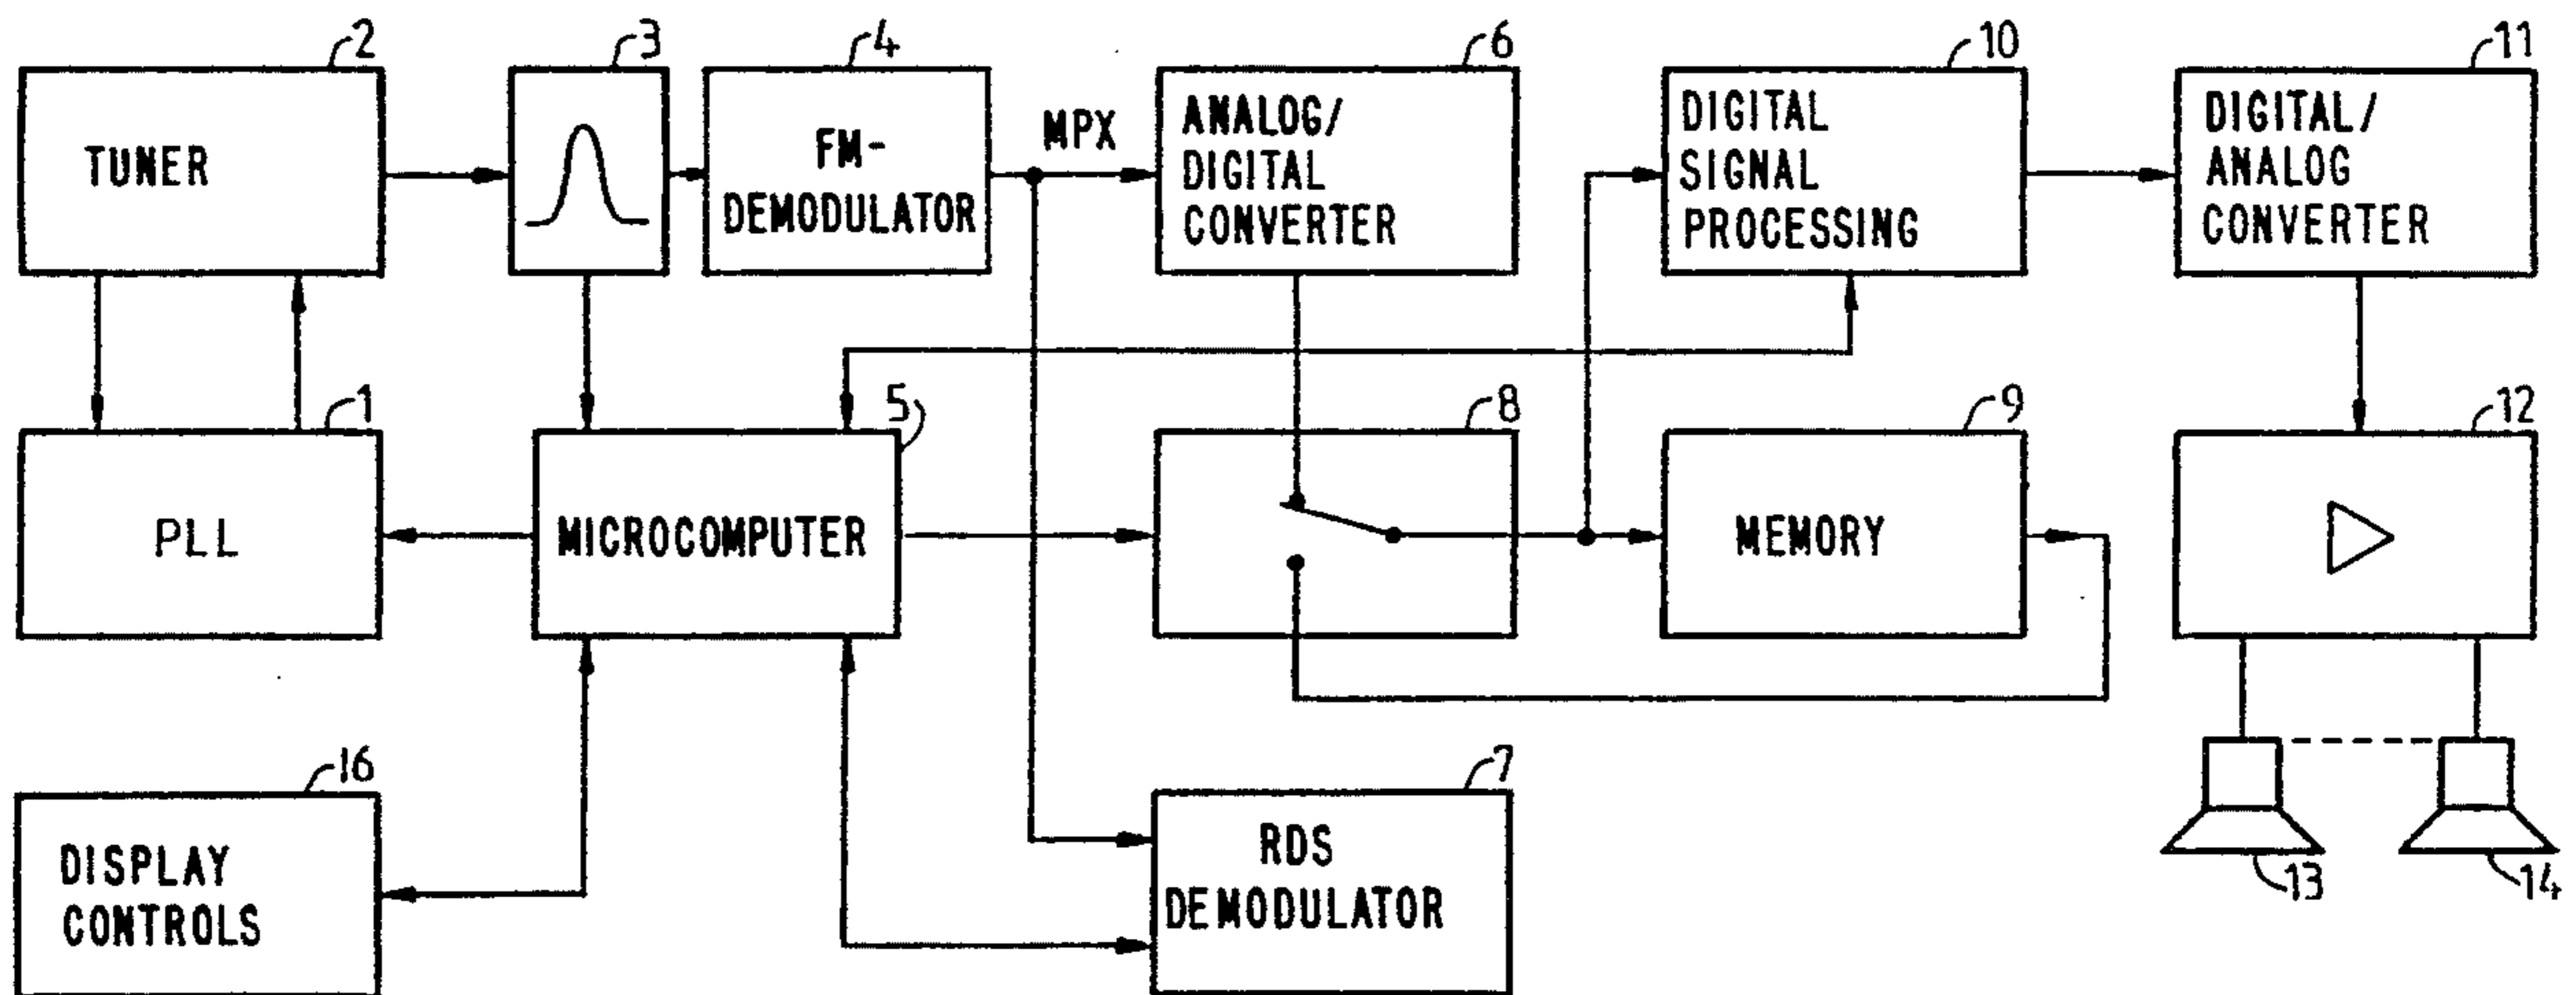 2
3
4
6
10
11
TUNER
FM-
DEMODULATOR
MPX
ANALOG/
DIGITAL
CONVERTER
DIGITAL
SIGNAL
PROCESSING
DIGITAL/
ANALOG
CONVERTER
1
5
8
9
12
PLL
MICROCOMPUTER
MEMORY
16
7
DISPLAY
CONTROLS
RDS
DEMODULATOR
13
14